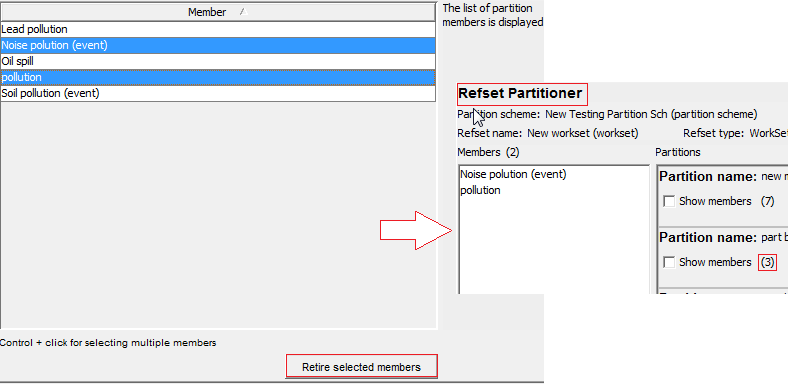 Member
Lead pollution
Noise polution (event)
Oil spill
pollution
Soil pollution (event)
Control + click for selecting multiple members
Retire selected members
The list of partition
members is displayed
Refset Partitioner
Partition scheme: New Testing Partition Sch (partition scheme)
Refset name: New workset (workset) Refset type: WorkSe
Members (2) Partitions
Noise polution (event)
pollution
Partition name: new
Show members (7)
Partition name: part
Show members (3)